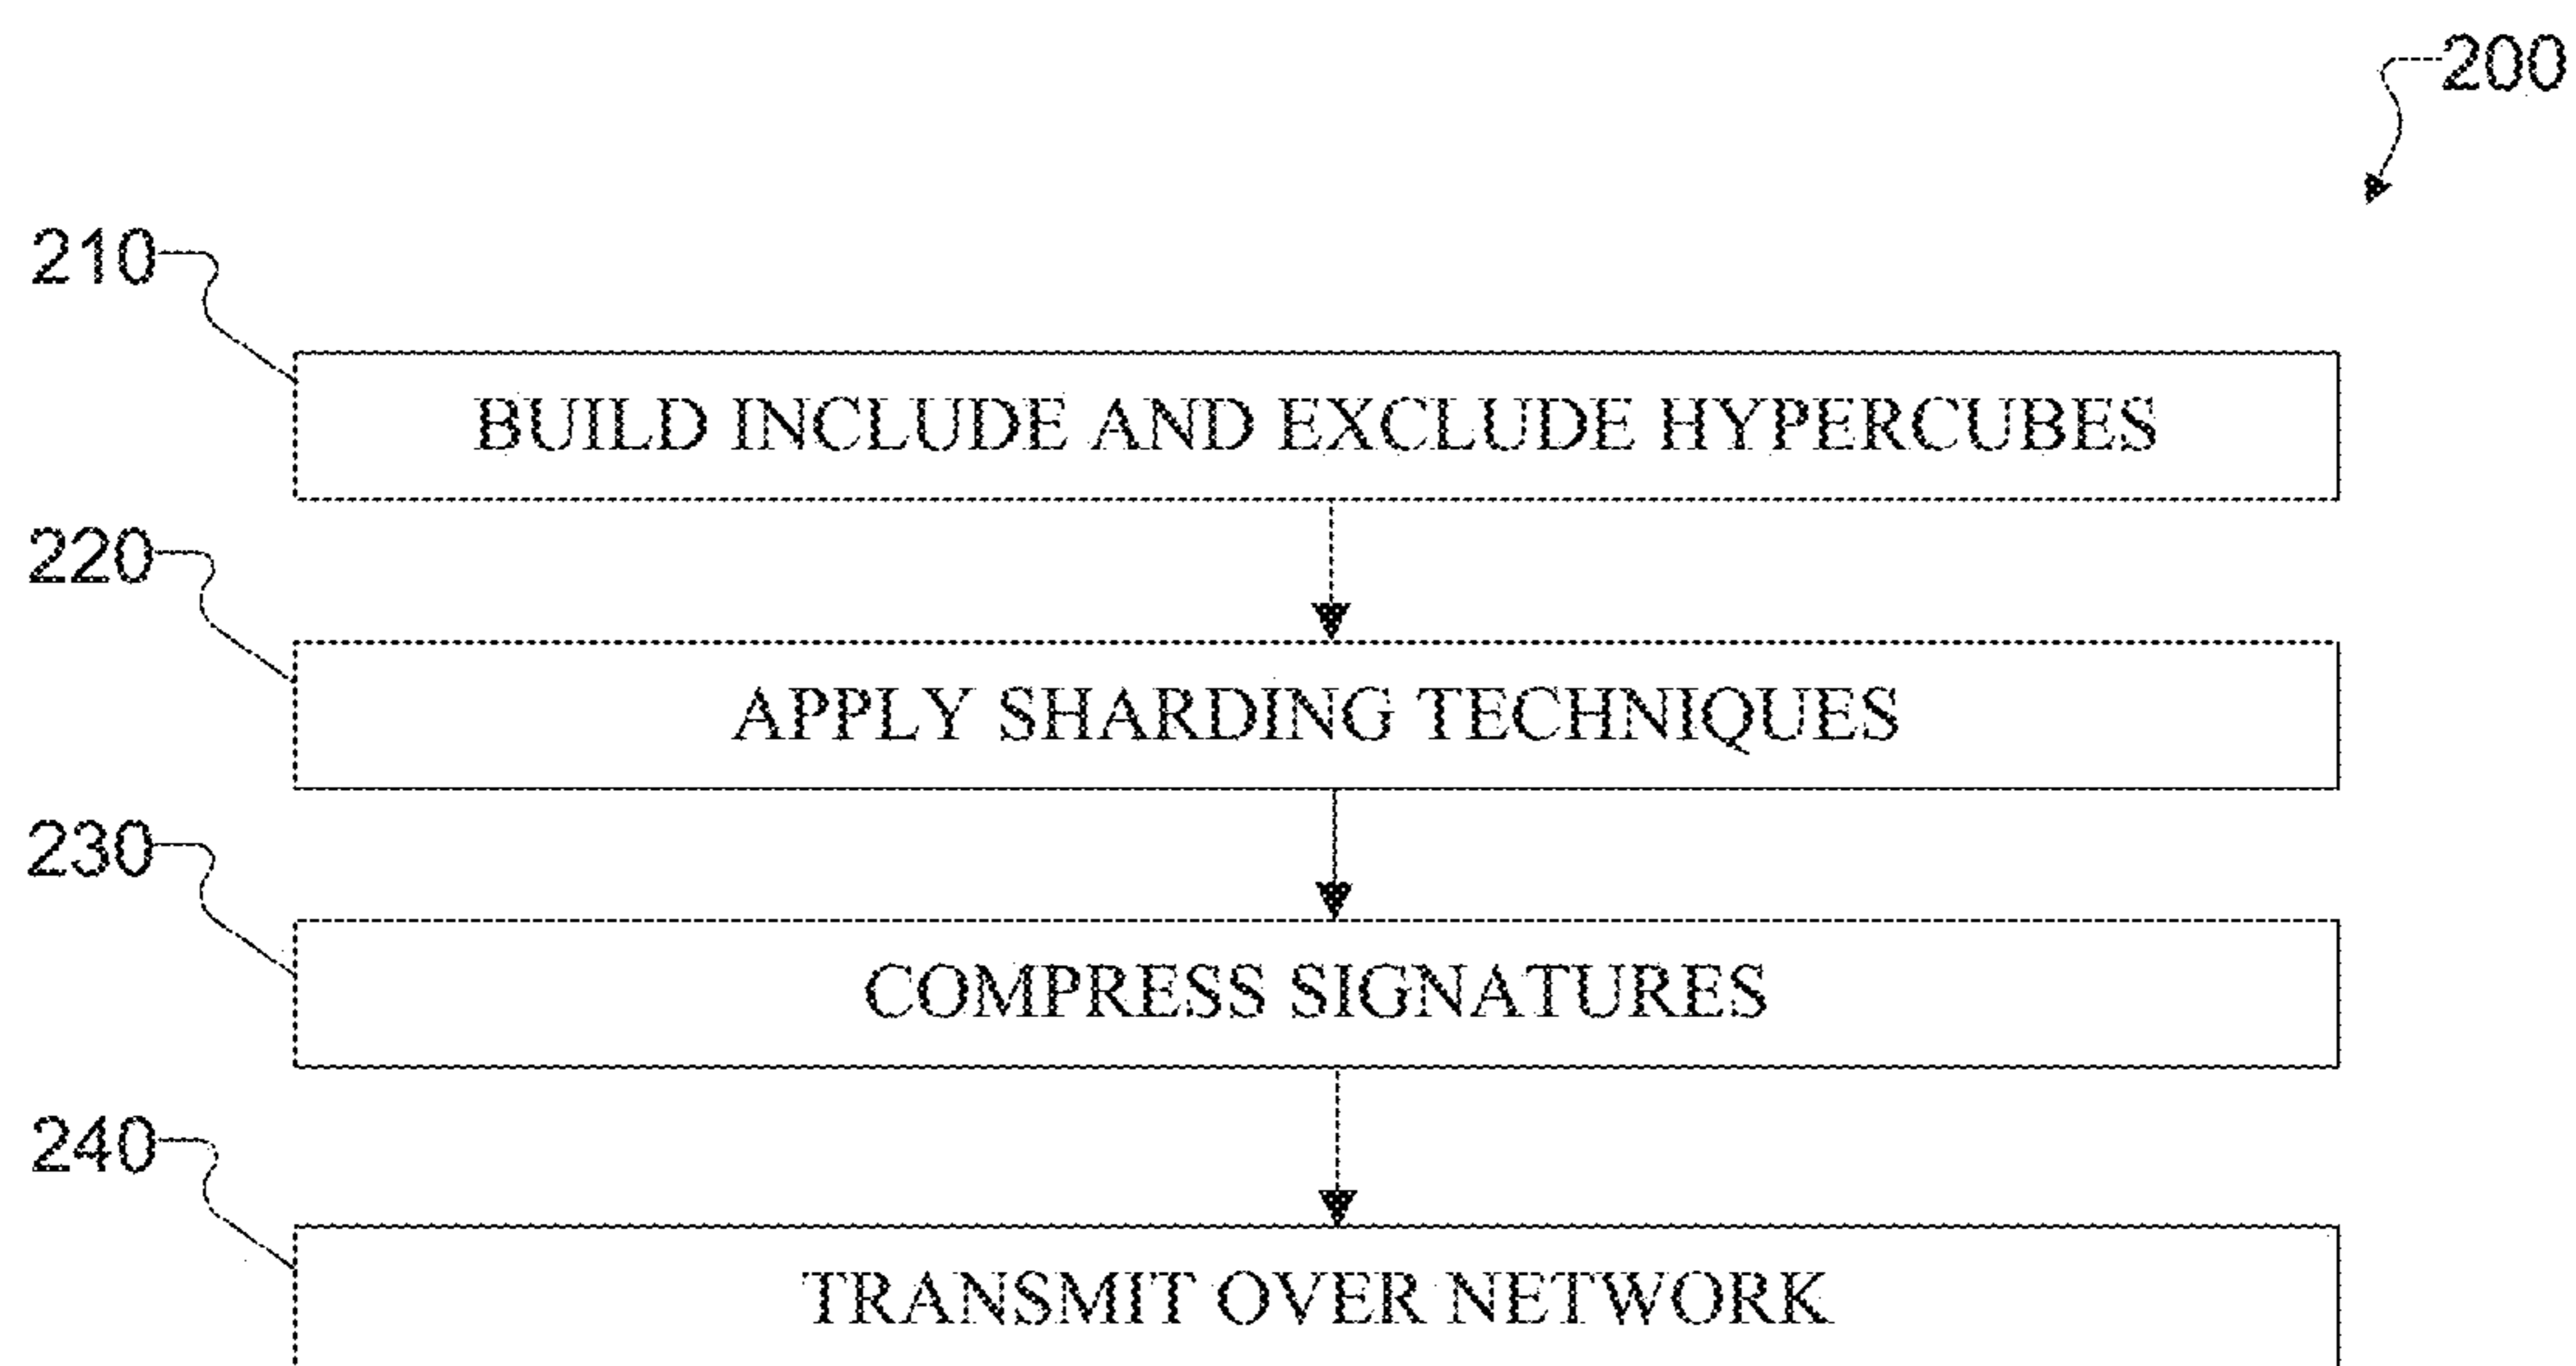 200
210
BUILD INCLUDE AND EXCLUDE HYPERCUBES
220
APPLY SHARDING TECHNIQUES
230
COMPRESS SIGNATURES
240
TRANSMIT OVER NETWORK